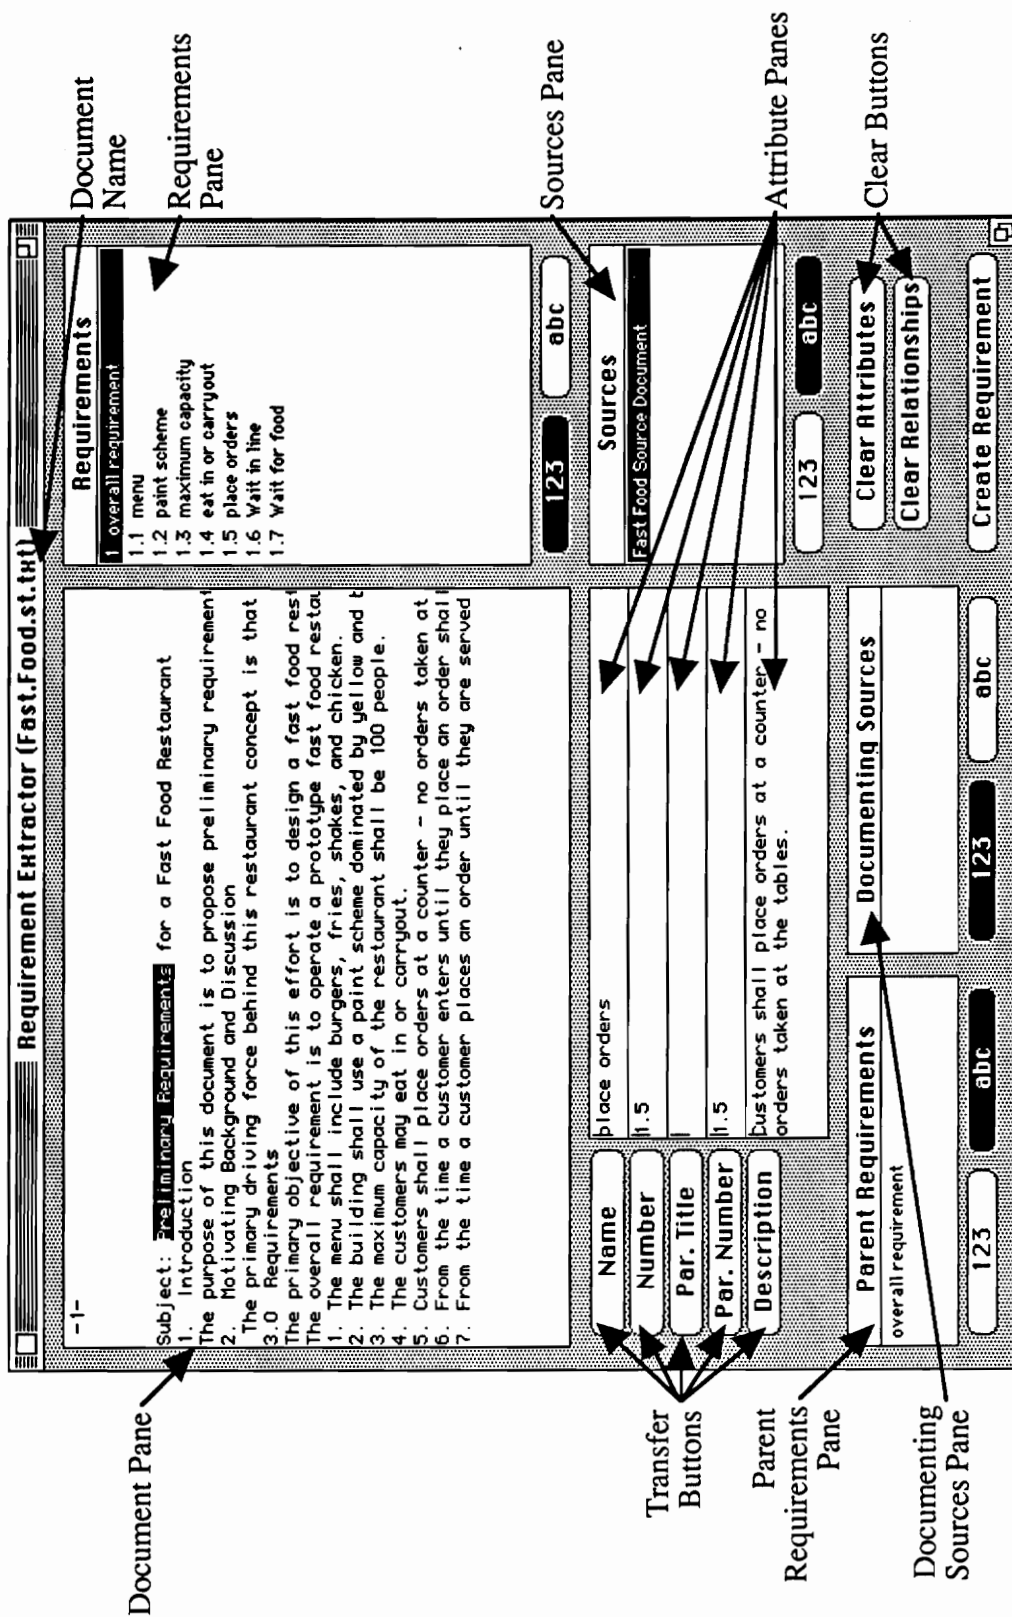 Document Name
Requirements Pane
Sources Pane
Attribute Panes
Clear Buttons
Document Pane
Transfer Buttons
Parent Requirements Pane
Documenting Sources Pane
Requirement Extractor (Fast.Food.st.txt)
-1-
Subject: Preliminary Requirements for a Fast Food Restaurant
1. Introduction
The purpose of this document is to propose preliminary requirement
2. Motivating Background and Discussion
The primary driving force behind this restaurant concept is that
3.0 Requirements
The primary objective of this effort is to design a fast food rest
The overall requirement is to operate a prototype fast food restau
1. The menu shall include burgers, fries, shakes, and chicken.
2. The building shall use a paint scheme dominated by yellow and t
3. The maximum capacity of the restaurant shall be 100 people.
4. The customers may eat in or carryout.
5. Customers shall place orders at a counter - no orders taken at
6. From the time a customer enters until they place an order shal
7. From the time a customer places an order until they are served
Requirements
1 overall requirement
1.1 menu
1.2 paint scheme
1.3 maximum capacity
1.4 eat in or carryout
1.5 place orders
1.6 Wait in line
1.7 Wait for food
123 abc
Name place orders
Number 1.5
Par. Title
Par. Number 1.5
Description Customers shall place orders at a counter - no
orders taken at the tables.
Sources
Fast Food Source Document
123 abc
Parent Requirements
overall requirement
123 abc
Documenting Sources
123 abc
Clear Attributes
Clear Relationships
Create Requirement